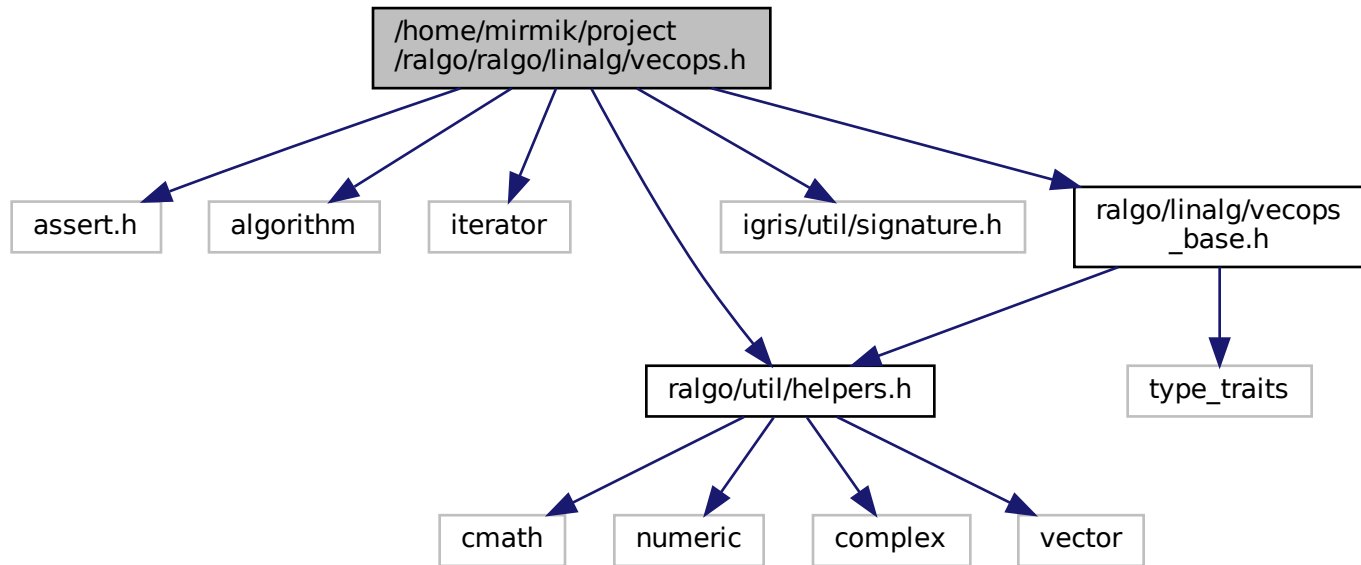 /home/mirmik/project
/ralgo/ralgo/linalg/vecops.h
assert.h
algorithm
iterator
igris/util/signature.h
ralgo/linalg/vecops
_base.h
ralgo/util/helpers.h
type_traits
cmath
numeric
complex
vector